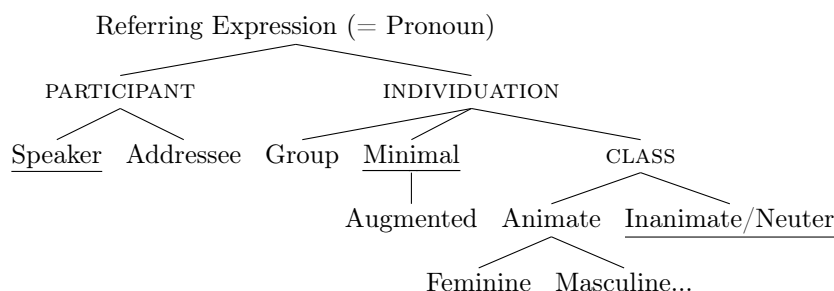 Referring Expression (= Pronoun)
PARTICIPANT INDIVIDUATION
Speaker Addressee Group Minimal CLASS
Augmented Animate Inanimate/Neuter
Feminine Masculine...